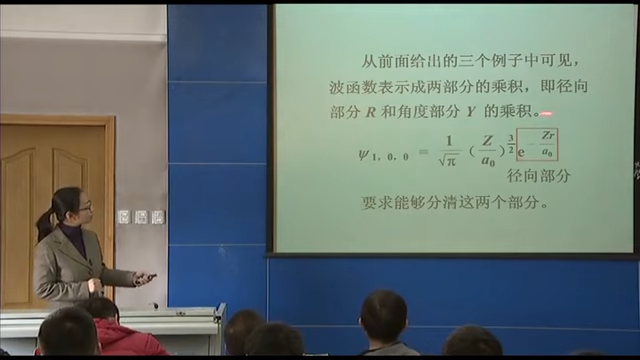 从前面给出的三个例子中可见，
波函数表示成两部分的乘积，即径向
部分 R 和角度部分 Y 的乘积。
ψ₁,₀,₀ = 1/√π (Z/a₀)^(3/2) e^(−Zr/a₀)
径向部分
要求能够分清这两个部分。